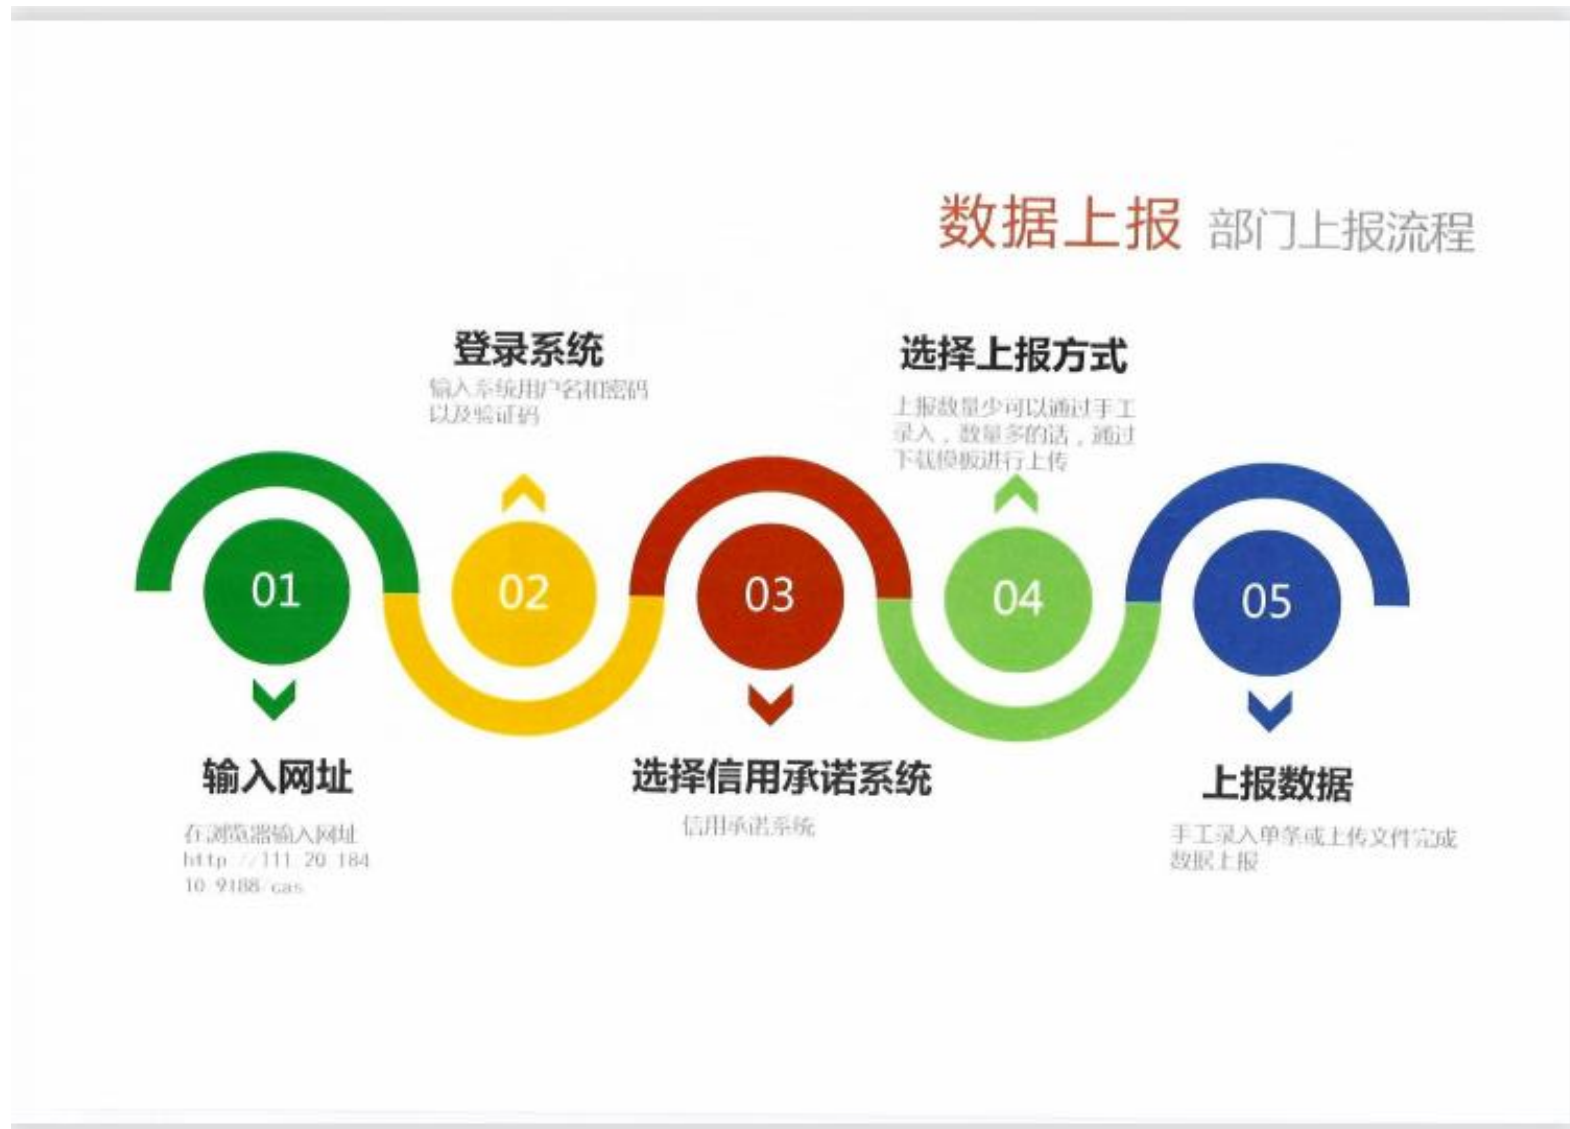 数据上报 部门上报流程
登录系统
输入系统用户名和密码
以及验证码
选择上报方式
上报数量少可以通过手工
录入，数量多的话，通过
下载模板进行上传
01
02
03
04
05
输入网址
在浏览器输入网址
http //111 20 184
10 9188 cas
选择信用承诺系统
信用承诺系统
上报数据
手工录入单条或上传文件完成
数据上报